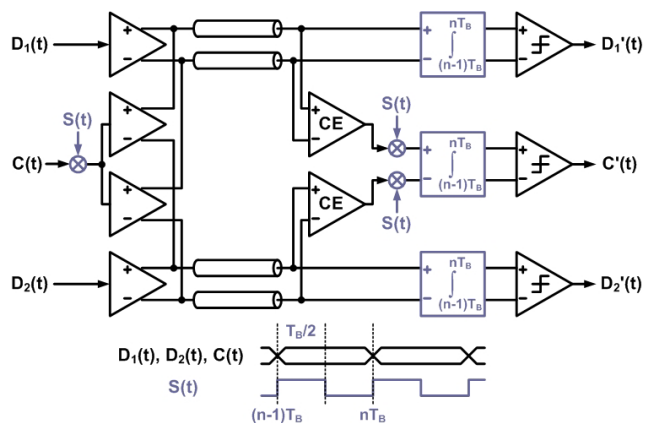 D₁(t)
+
−
+
−
nT_B
∫
(n-1)T_B
D₁'(t)
S(t)
+
−
+
−
CE
S(t)
C(t)
+
−
nT_B
∫
(n-1)T_B
C'(t)
+
−
+
−
CE
S(t)
D₂(t)
+
−
+
−
nT_B
∫
(n-1)T_B
D₂'(t)
T_B/2
D₁(t), D₂(t), C(t)
S(t)
(n-1)T_B nT_B